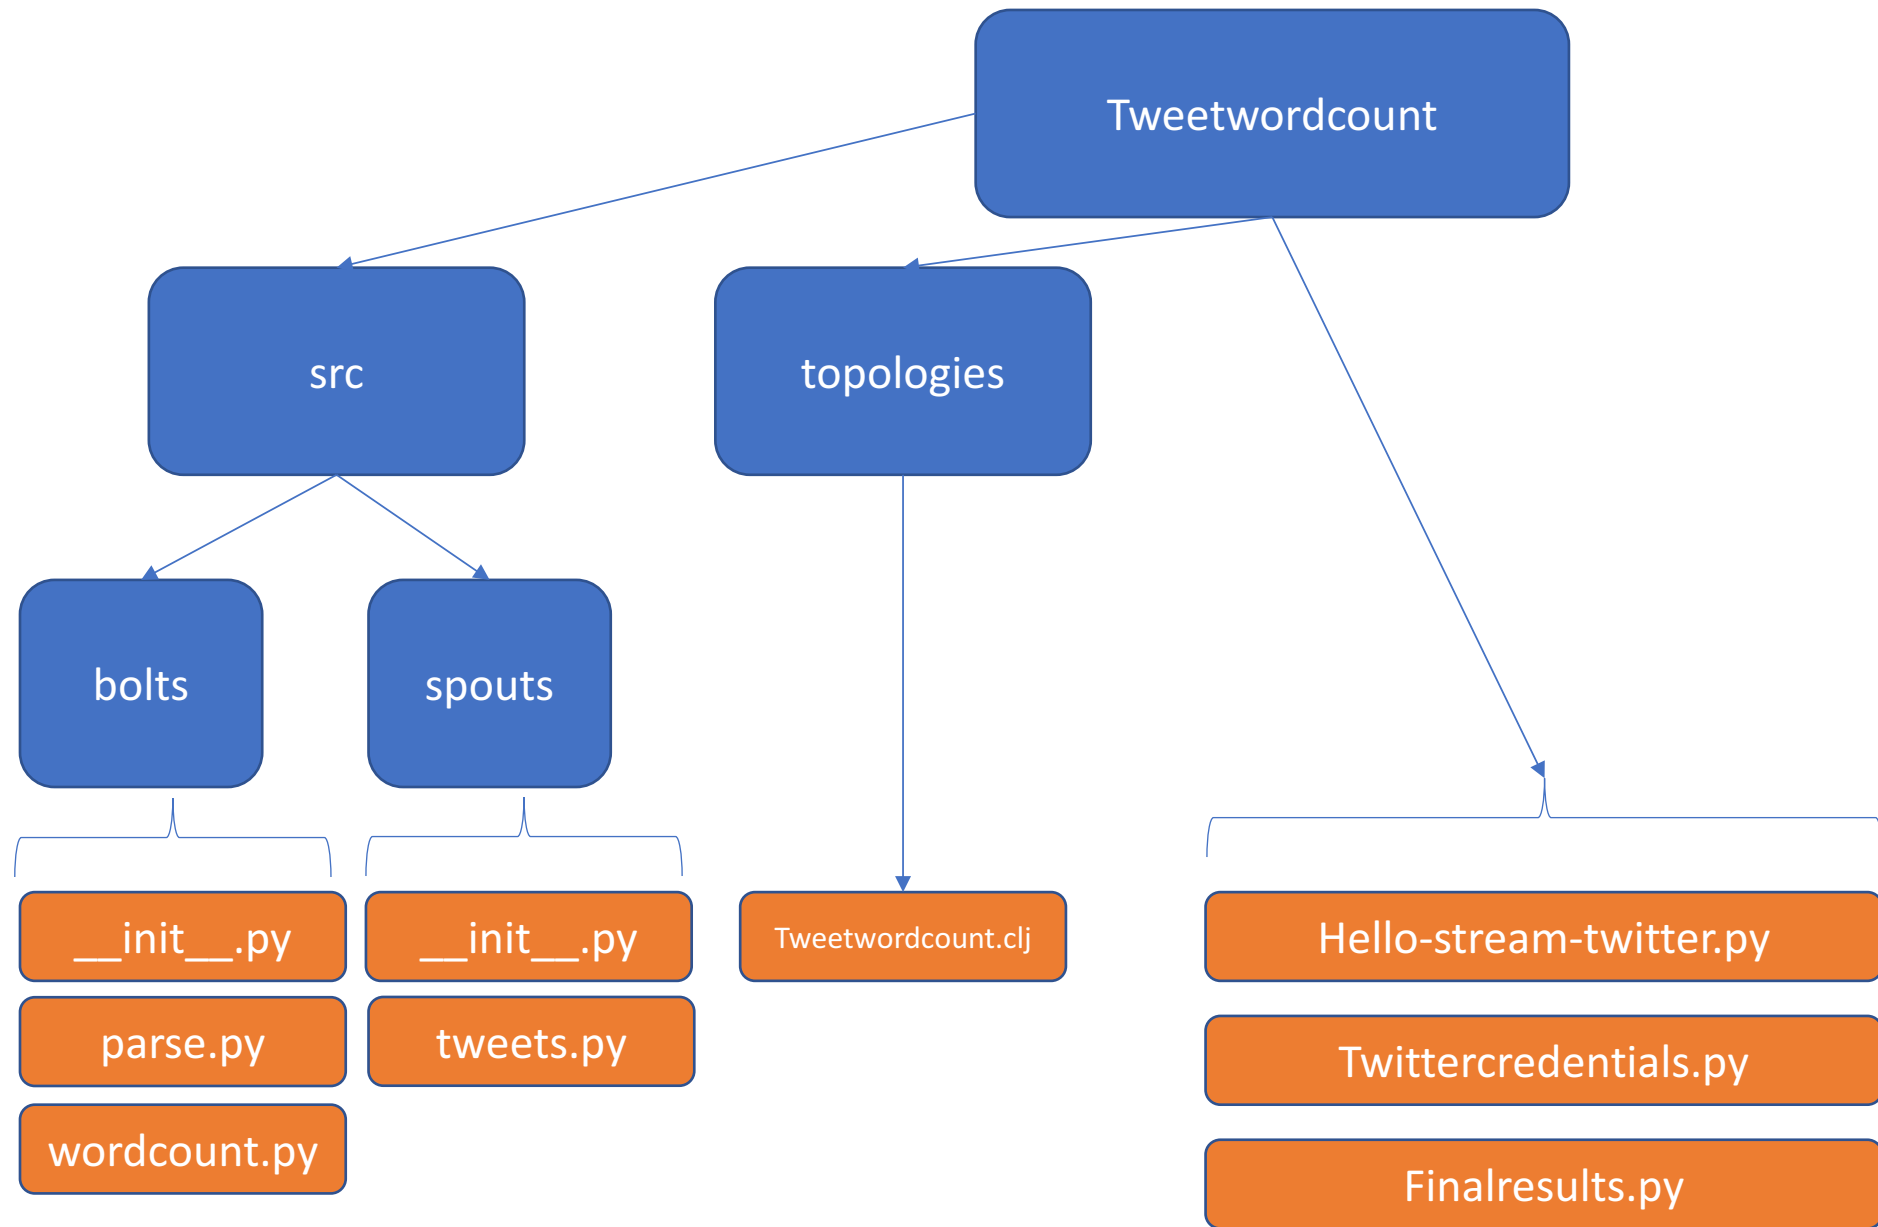 Tweetwordcount
src
topologies
bolts
spouts
__init__.py
__init__.py
Tweetwordcount.clj
Hello-stream-twitter.py
parse.py
tweets.py
Twittercredentials.py
wordcount.py
Finalresults.py